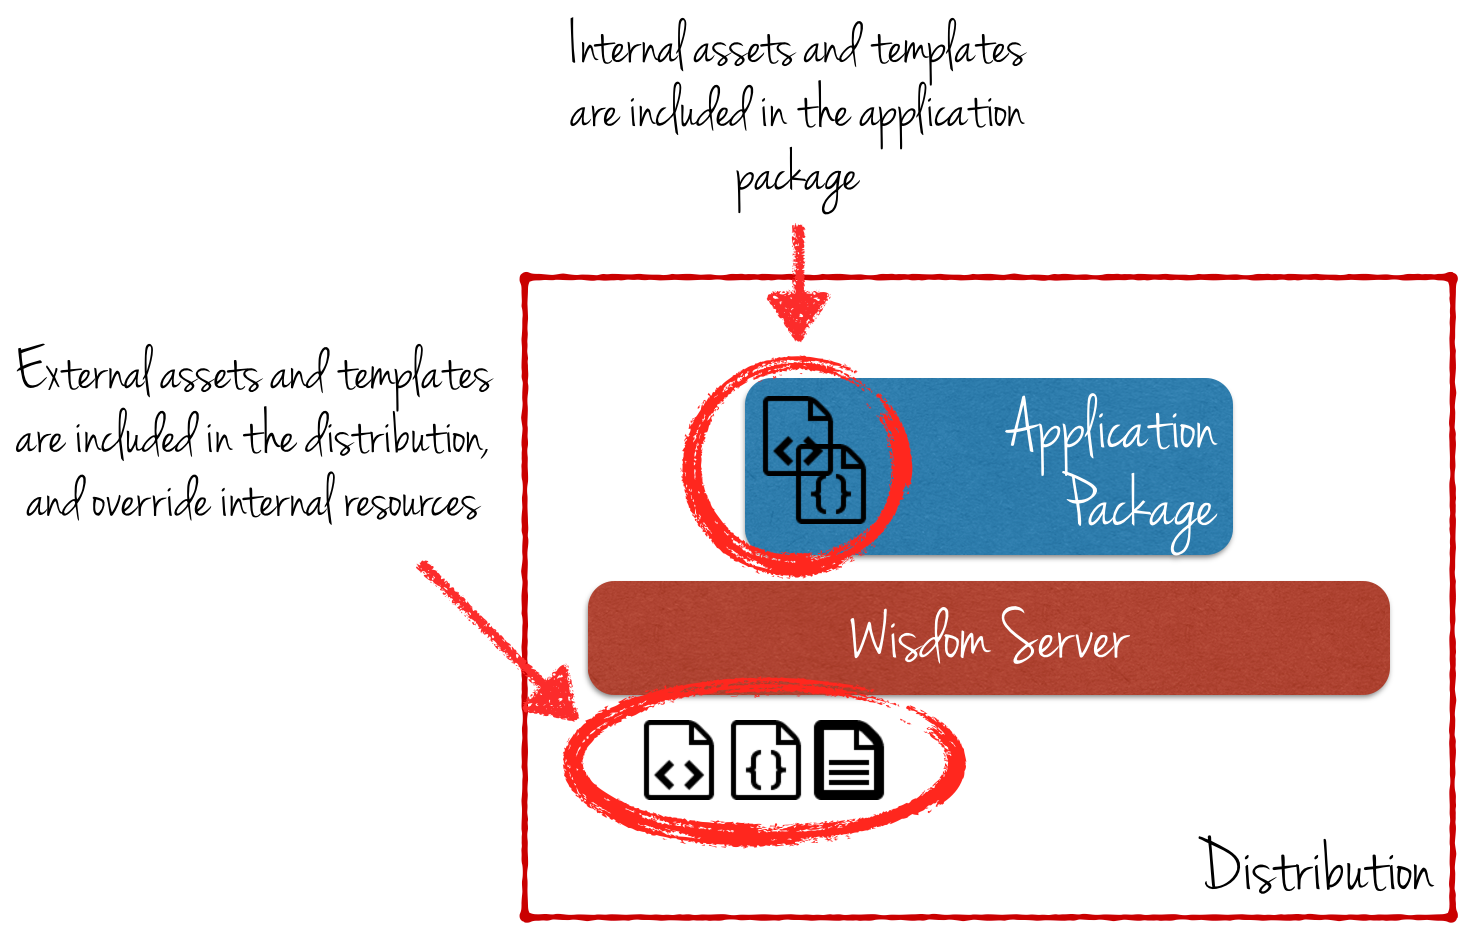 Internal assets and templates
are included in the application
package
External assets and templates
are included in the distribution,
and override internal resources
Application
Package
< >
{ }
Wisdom Server
< >
{ }
Distribution